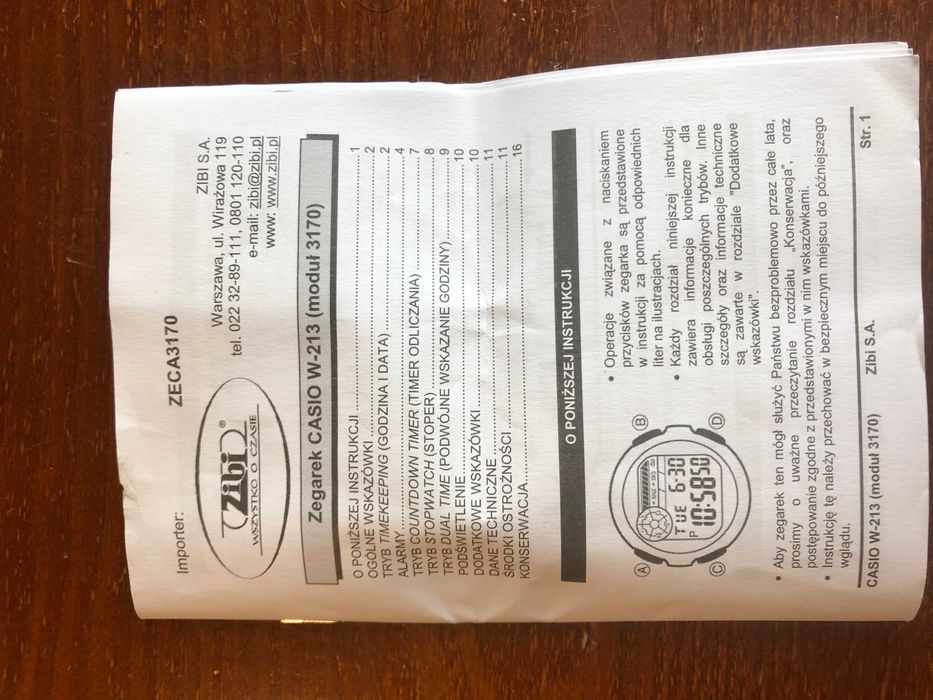 Importer:
ZECA3170
Zibi®
WSZYSTKO O CZASIE
ZIBI S.A.
Warszawa, ul. Wirażowa 119
tel. 022 32-89-111, 0801 120-110
e-mail: zibi@zibi.pl
www: www.zibi.pl
Zegarek CASIO W-213 (moduł 3170)
O PONIŻSZEJ INSTRUKCJI 1
OGÓLNE WSKAZÓWKI 2
TRYB TIMEKEEPING (GODZINA I DATA) 2
ALARMY 4
TRYB COUNTDOWN TIMER (TIMER ODLICZANIA) 7
TRYB STOPWATCH (STOPER) 8
TRYB DUAL TIME (PODWÓJNE WSKAZANIE GODZINY) 9
PODŚWIETLENIE 10
DODATKOWE WSKAZÓWKI 10
DANE TECHNICZNE 11
ŚRODKI OSTROŻNOŚCI 11
KONSERWACJA 16
O PONIŻSZEJ INSTRUKCJI
A
B
C
D
TUE 6-30
P 10:58 50
• Operacje związane z naciskaniem
przycisków zegarka są przedstawione
w instrukcji za pomocą odpowiednich
liter na ilustracjach.
• Każdy rozdział niniejszej instrukcji
zawiera informacje konieczne dla
obsługi poszczególnych trybów. Inne
szczegóły oraz informacje techniczne
są zawarte w rozdziale "Dodatkowe
wskazówki".
• Aby zegarek ten mógł służyć Państwu bezproblemowo przez całe lata,
prosimy o uważne przeczytanie rozdziału „Konserwacja”, oraz
postępowanie zgodne z przedstawionymi w nim wskazówkami.
• Instrukcję tę należy przechować w bezpiecznym miejscu do późniejszego
wglądu.
CASIO W-213 (moduł 3170) Zibi S.A. Str. 1